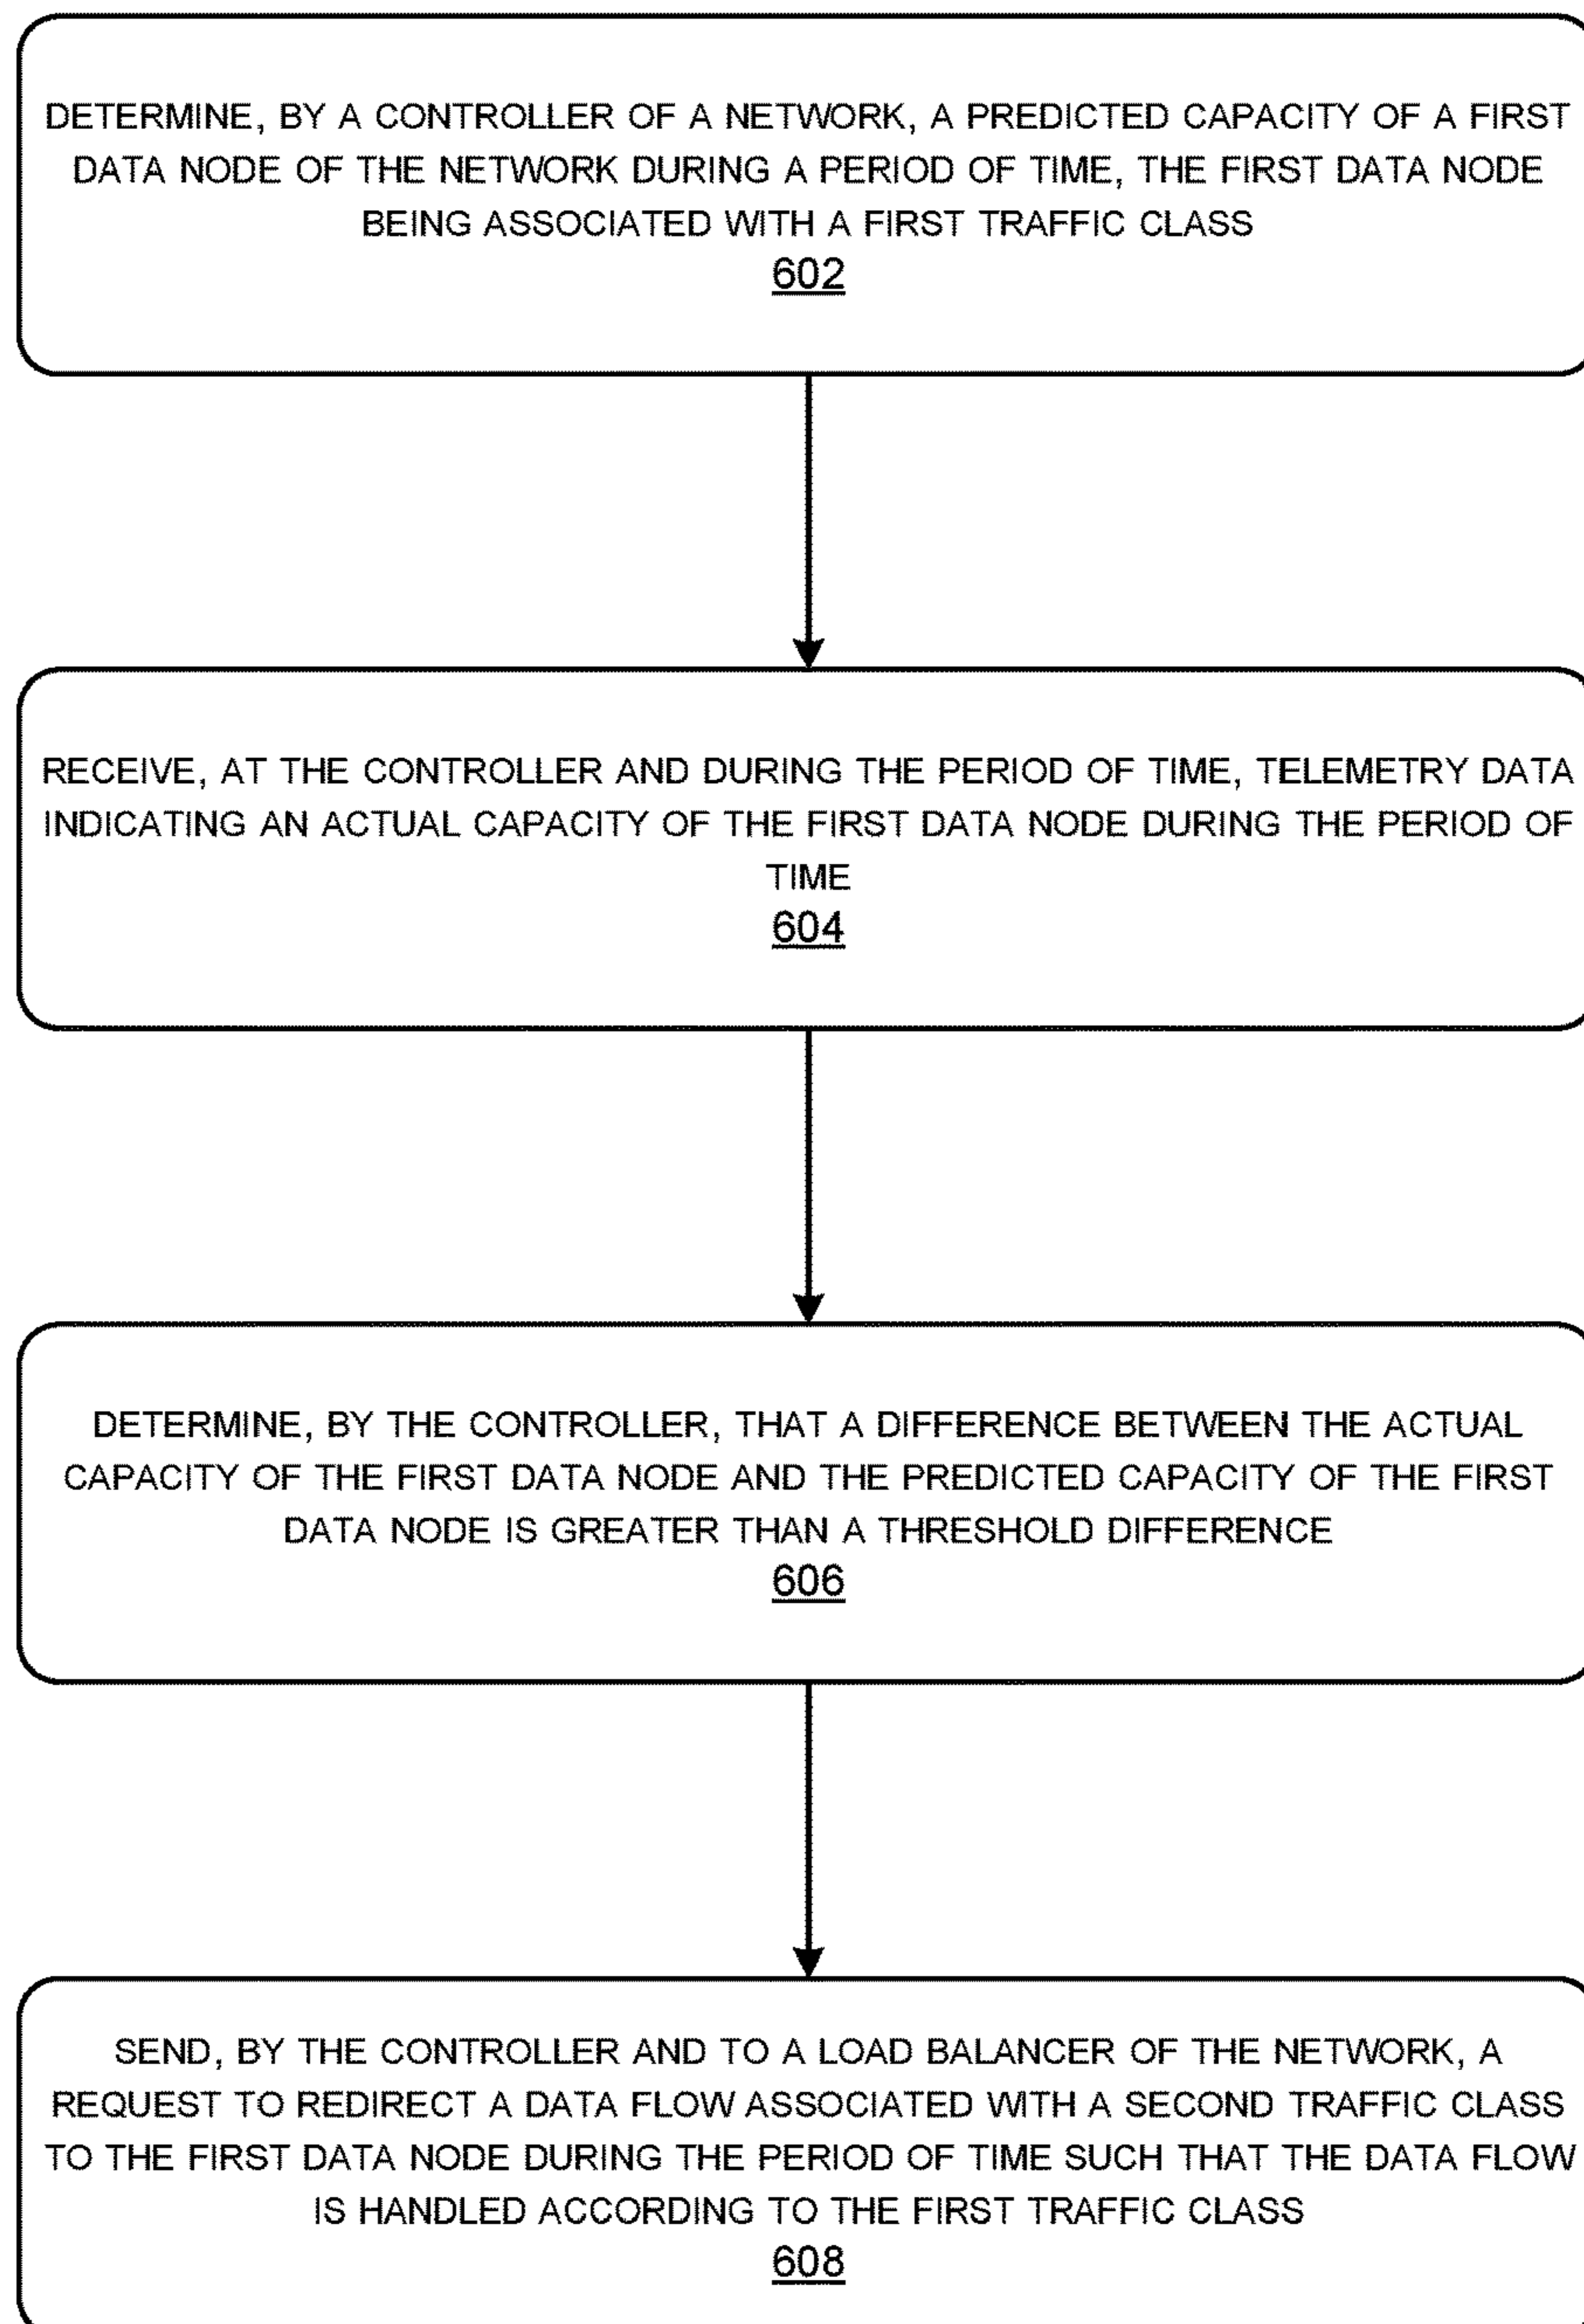 DETERMINE, BY A CONTROLLER OF A NETWORK, A PREDICTED CAPACITY OF A FIRST
DATA NODE OF THE NETWORK DURING A PERIOD OF TIME, THE FIRST DATA NODE
BEING ASSOCIATED WITH A FIRST TRAFFIC CLASS
602
RECEIVE, AT THE CONTROLLER AND DURING THE PERIOD OF TIME, TELEMETRY DATA
INDICATING AN ACTUAL CAPACITY OF THE FIRST DATA NODE DURING THE PERIOD OF
TIME
604
DETERMINE, BY THE CONTROLLER, THAT A DIFFERENCE BETWEEN THE ACTUAL
CAPACITY OF THE FIRST DATA NODE AND THE PREDICTED CAPACITY OF THE FIRST
DATA NODE IS GREATER THAN A THRESHOLD DIFFERENCE
606
SEND, BY THE CONTROLLER AND TO A LOAD BALANCER OF THE NETWORK, A
REQUEST TO REDIRECT A DATA FLOW ASSOCIATED WITH A SECOND TRAFFIC CLASS
TO THE FIRST DATA NODE DURING THE PERIOD OF TIME SUCH THAT THE DATA FLOW
IS HANDLED ACCORDING TO THE FIRST TRAFFIC CLASS
608